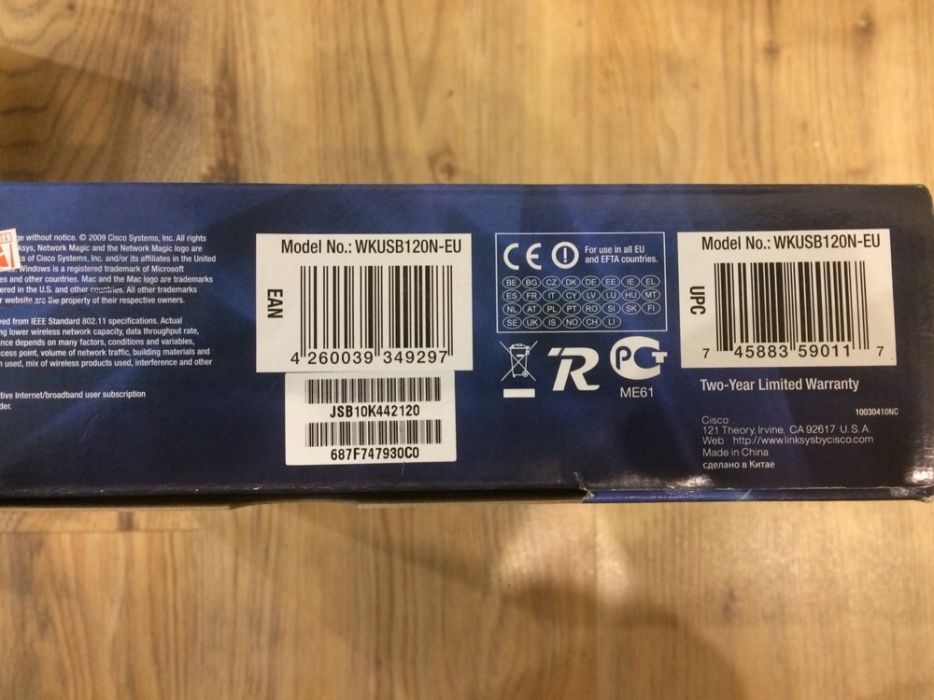 ge without notice. © 2009 Cisco Systems, Inc. All rights
ksys, Network Magic and the Network Magic logo are
s of Cisco Systems, Inc. and/or its affiliates in the United
Windows is a registered trademark of Microsoft
es and other countries. Mac and the Mac logo are trademarks
ered in the U.S. and other countries. All other trademarks
r website are the property of their respective owners.
ved from IEEE Standard 802.11 specifications. Actual
ng lower wireless network capacity, data throughput rate,
nce depends on many factors, conditions and variables,
cess point, volume of network traffic, building materials and
n used, mix of wireless products used, interference and other
tive Internet/broadband user subscription
der.
Model No.: WKUSB120N-EU
EAN
4 260039 349297
JSB10K442120
687F747930C0
CE
For use in all EU
and EFTA countries.
BE BG CZ DK DE EE IE EL
ES FR IT CY LV LU HU MT
NL AT PL PT RO SI SK FI
SE UK IS NO CH LI
ME61
Model No.: WKUSB120N-EU
UPC
7 45883 59011 7
Two-Year Limited Warranty
10030410NC
Cisco
121 Theory, Irvine, CA 92617 U.S.A.
Web http://www.linksysbycisco.com
Made in China
сделано в Китае